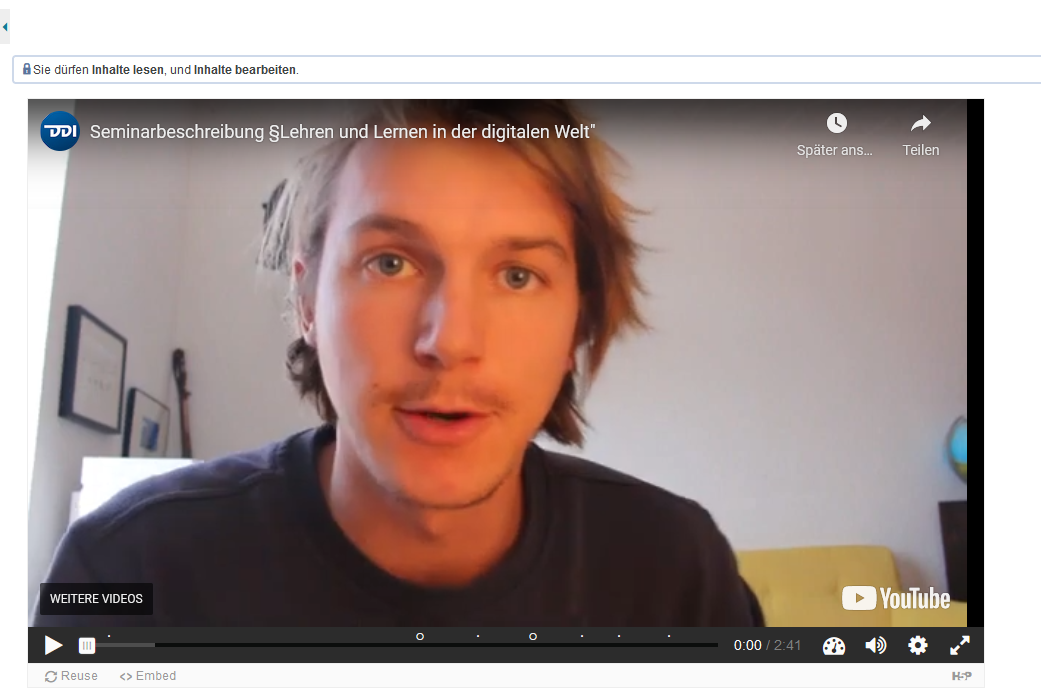 Sie dürfen Inhalte lesen, und Inhalte bearbeiten.
DDI
Seminarbeschreibung §Lehren und Lernen in der digitalen Welt"
Später ans...
Teilen
WEITERE VIDEOS
YouTube
0:00 / 2:41
Reuse
<> Embed
H5P